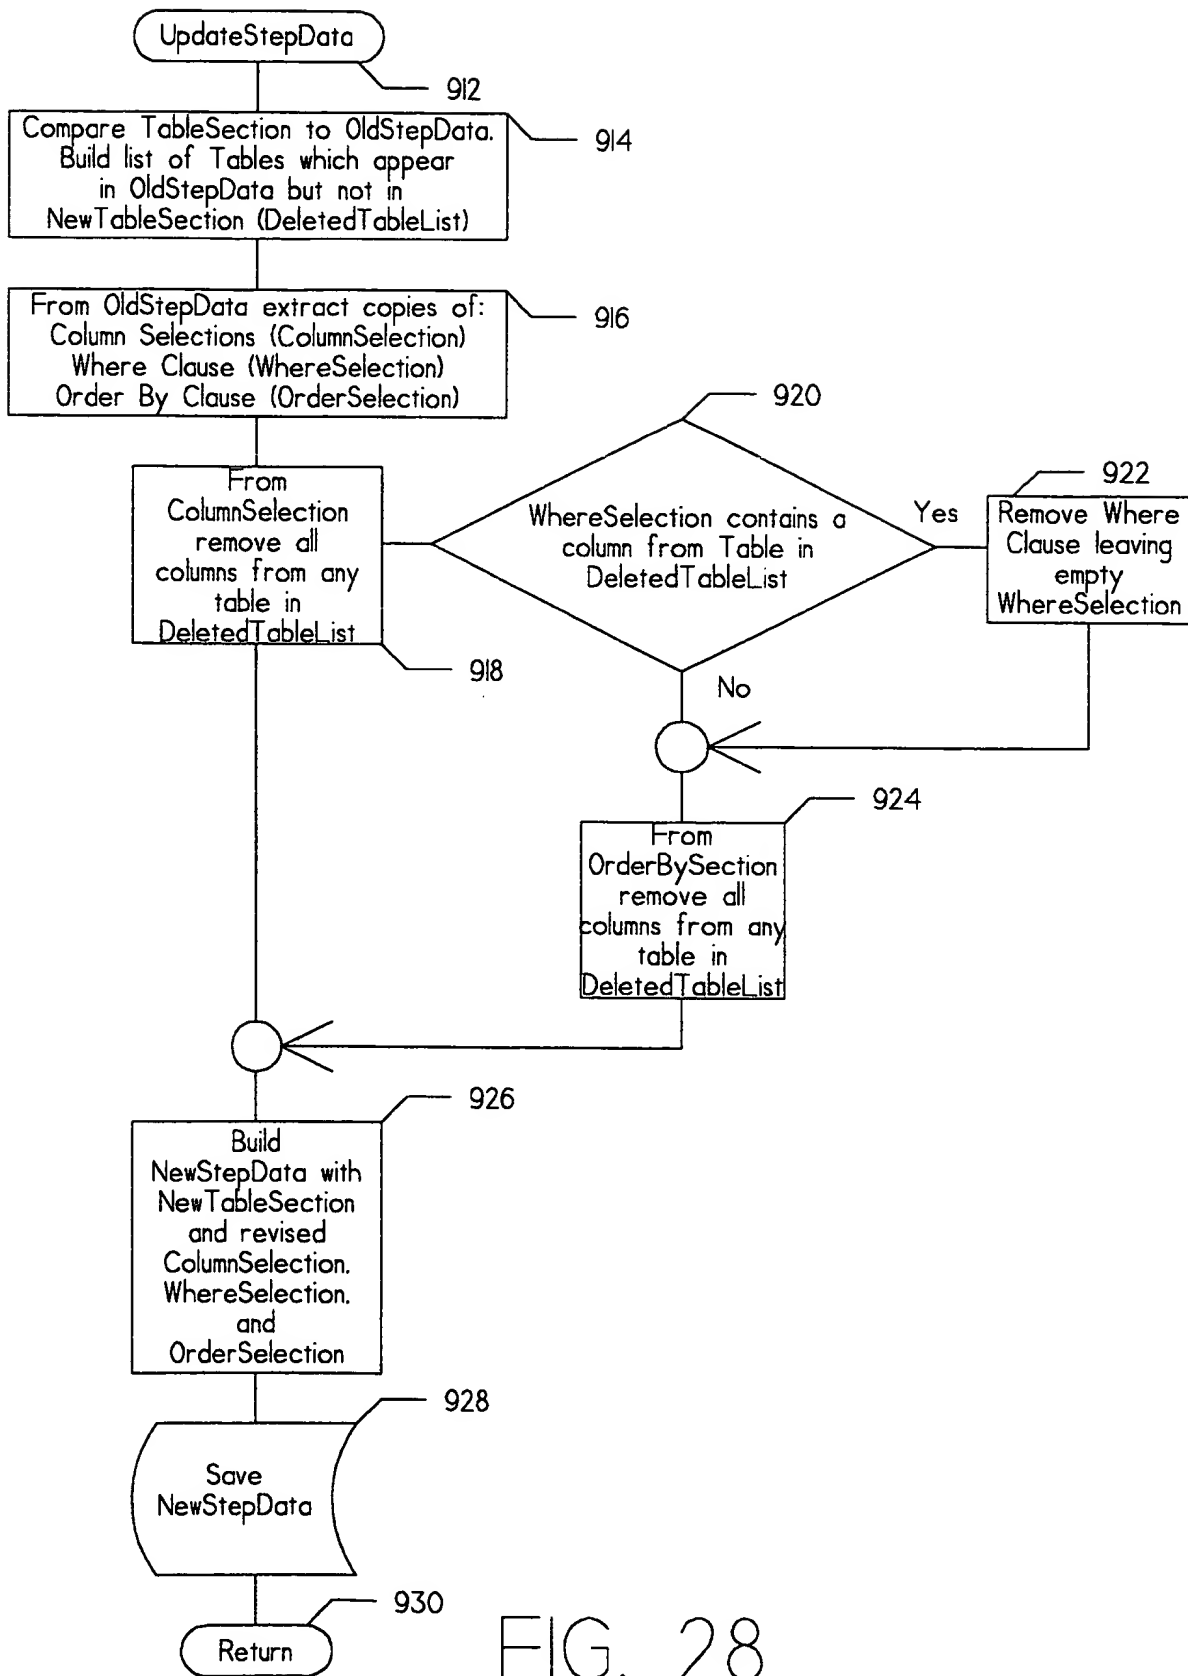 UpdateStepData
912
Compare TableSection to OldStepData.
Build list of Tables which appear
in OldStepData but not in
NewTableSection (DeletedTableList)
914
From OldStepData extract copies of:
Column Selections (ColumnSelection)
Where Clause (WhereSelection)
Order By Clause (OrderSelection)
916
From
ColumnSelection
remove all
columns from any
table in
DeletedTableList
918
920
WhereSelection contains a
column from Table in
DeletedTableList
Yes
922
Remove Where
Clause leaving
empty
WhereSelection
No
924
From
OrderBySection
remove all
columns from any
table in
DeletedTableList
926
Build
NewStepData with
NewTableSection
and revised
ColumnSelection.
WhereSelection.
and
OrderSelection
928
Save
NewStepData
930
Return
FIG. 28